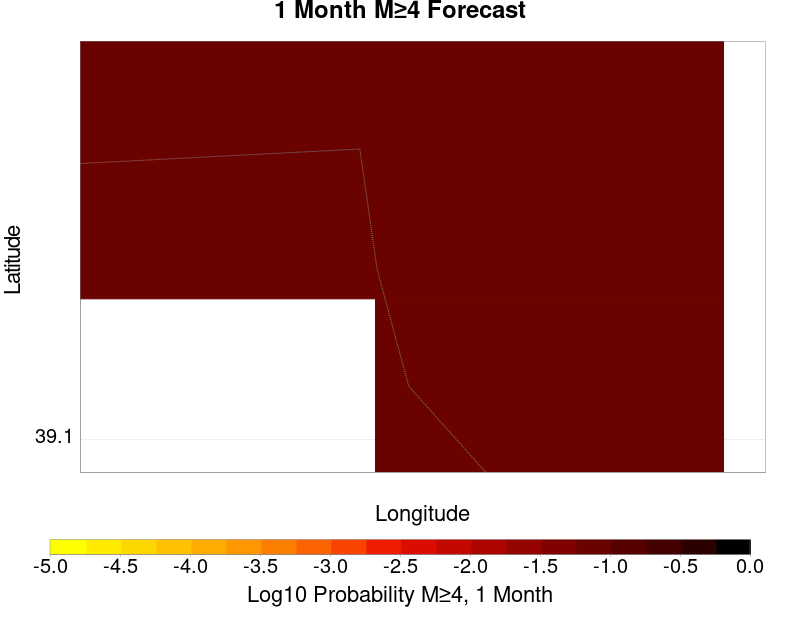 1 Month M≥4 Forecast
Latitude
39.1
Longitude
-5.0 -4.5 -4.0 -3.5 -3.0 -2.5 -2.0 -1.5 -1.0 -0.5 0.0
Log10 Probability M≥4, 1 Month